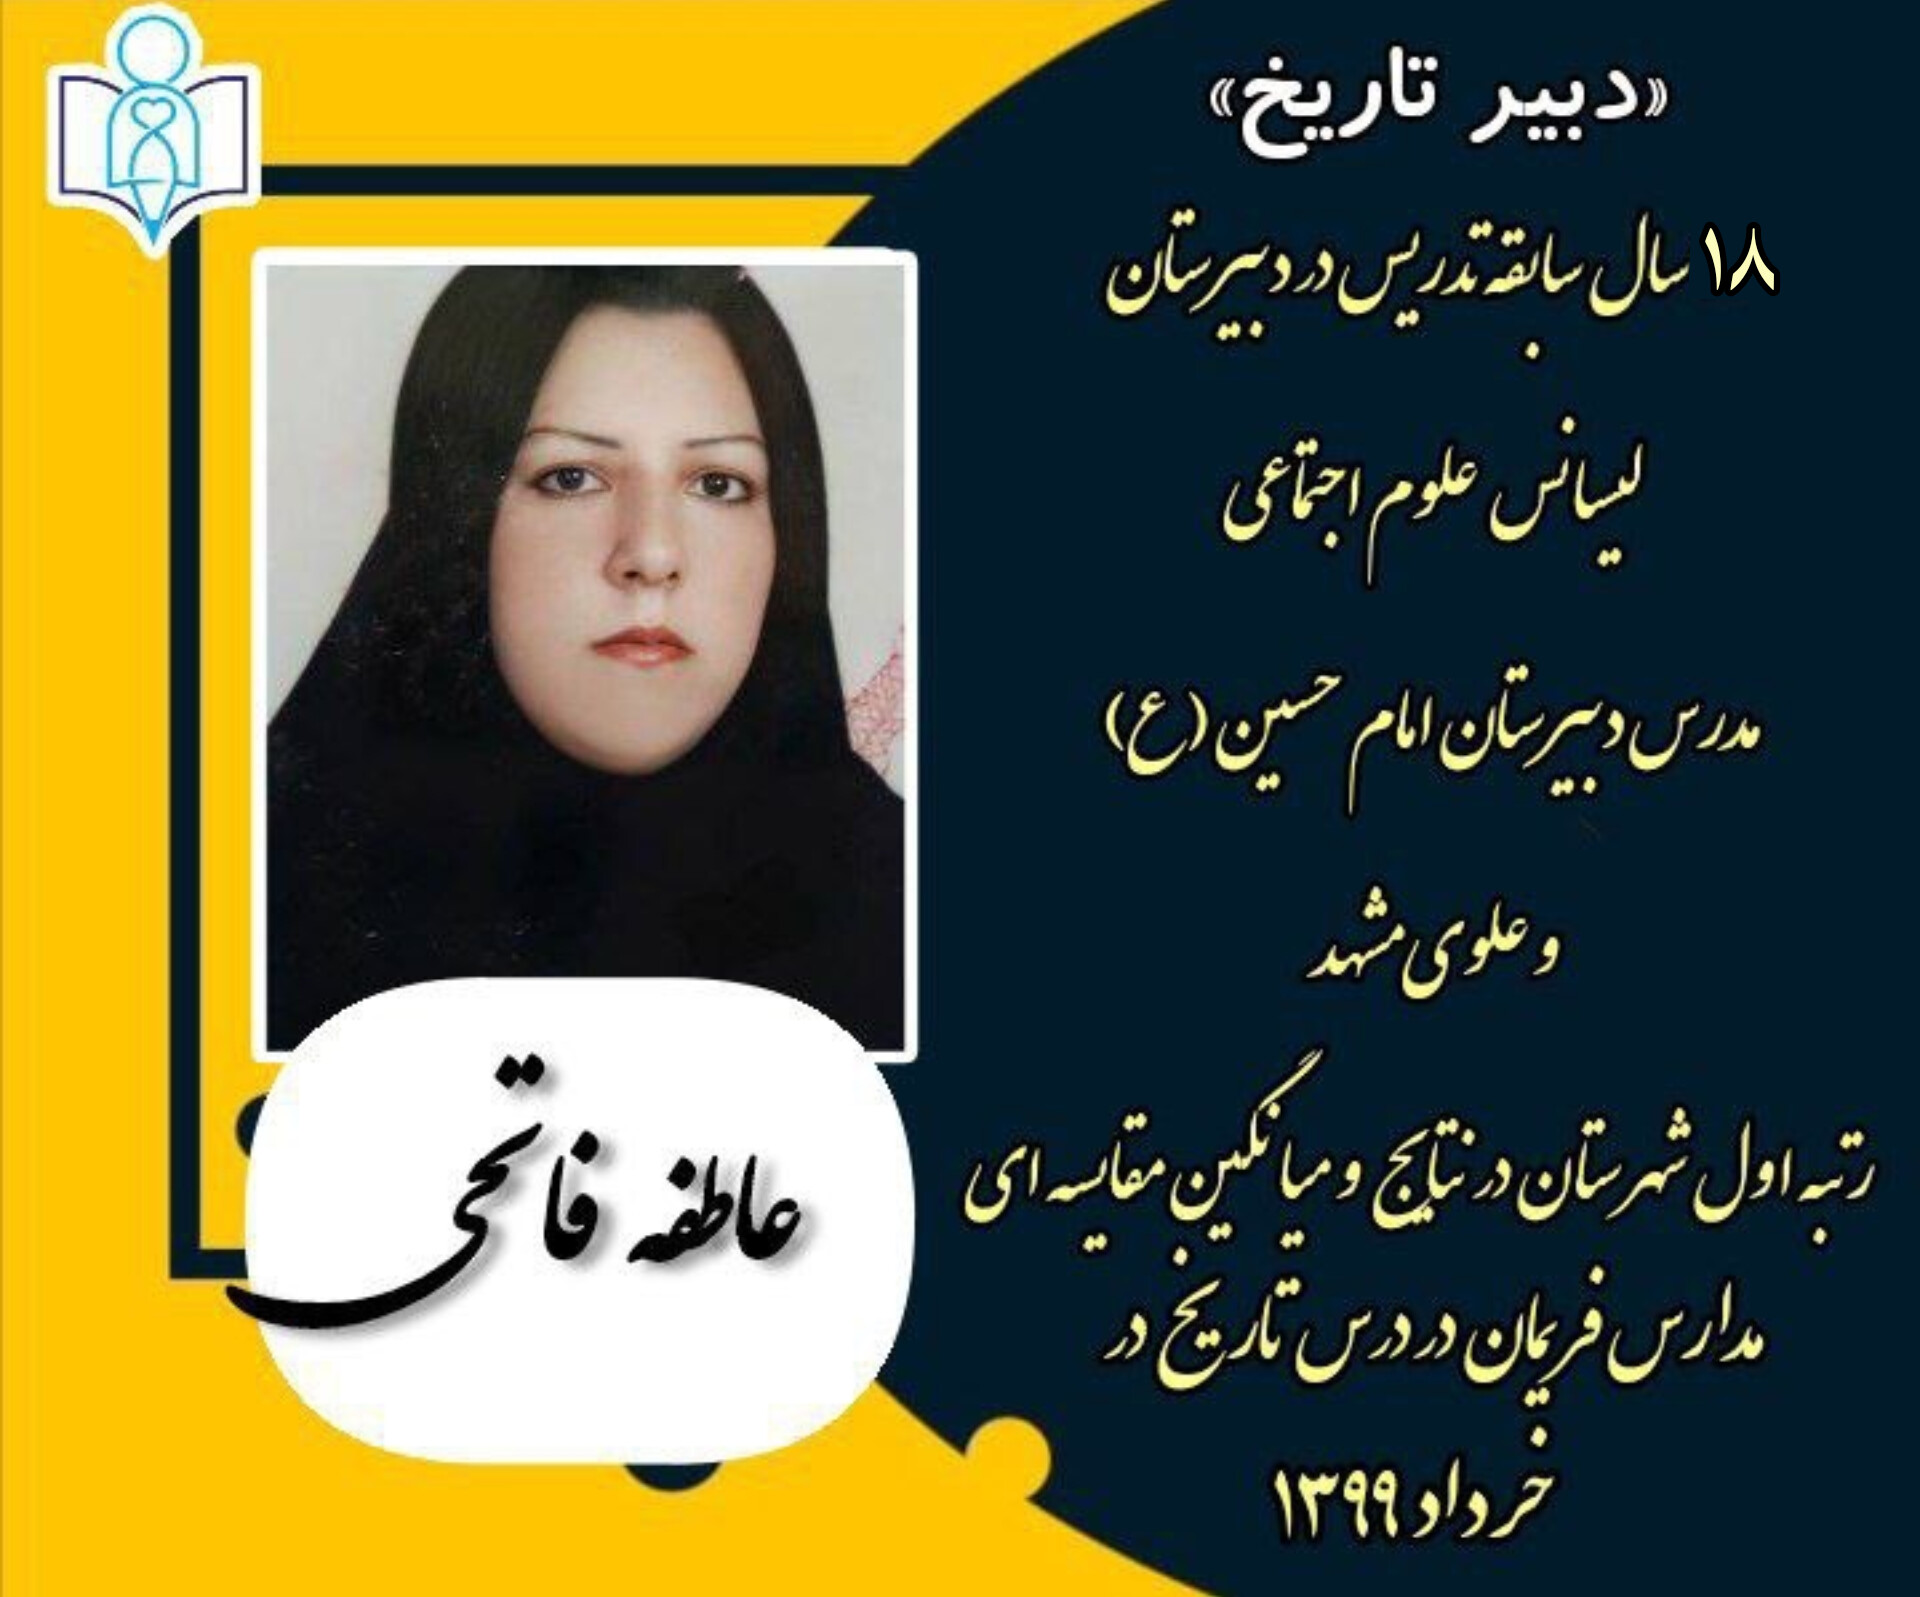 «دبیر تاریخ»
۱۸ سال سابقه تدریس در دبیرستان
لیسانس علوم اجتماعی
مدرس دبیرستان امام حسین (ع)
و علوی مشهد
رتبه اول شهرستان در نتایج و میانگین مقایسه ای
مدارس فریمان در درس تاریخ در
خرداد ۱۳۹۹
عاطفه فاتحی